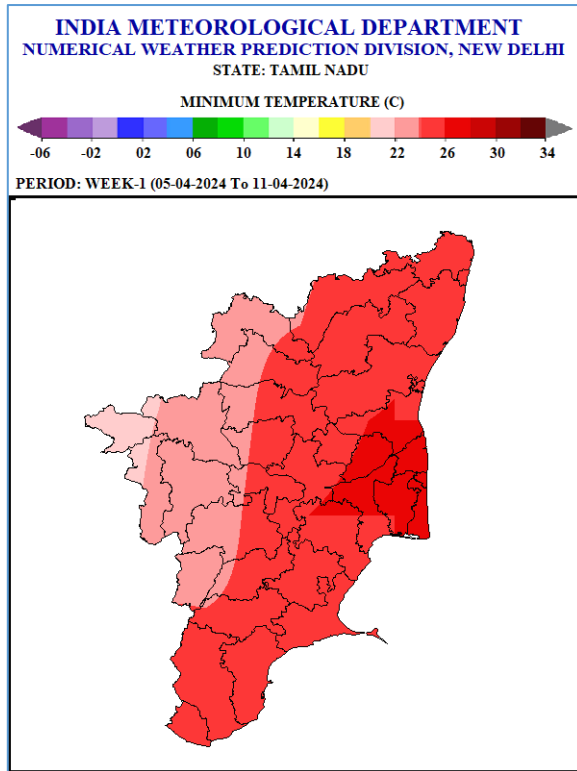 INDIA METEOROLOGICAL DEPARTMENT
NUMERICAL WEATHER PREDICTION DIVISION, NEW DELHI
STATE: TAMIL NADU
MINIMUM TEMPERATURE (C)
-06 -02 02 06 10 14 18 22 26 30 34
PERIOD: WEEK-1 (05-04-2024 To 11-04-2024)